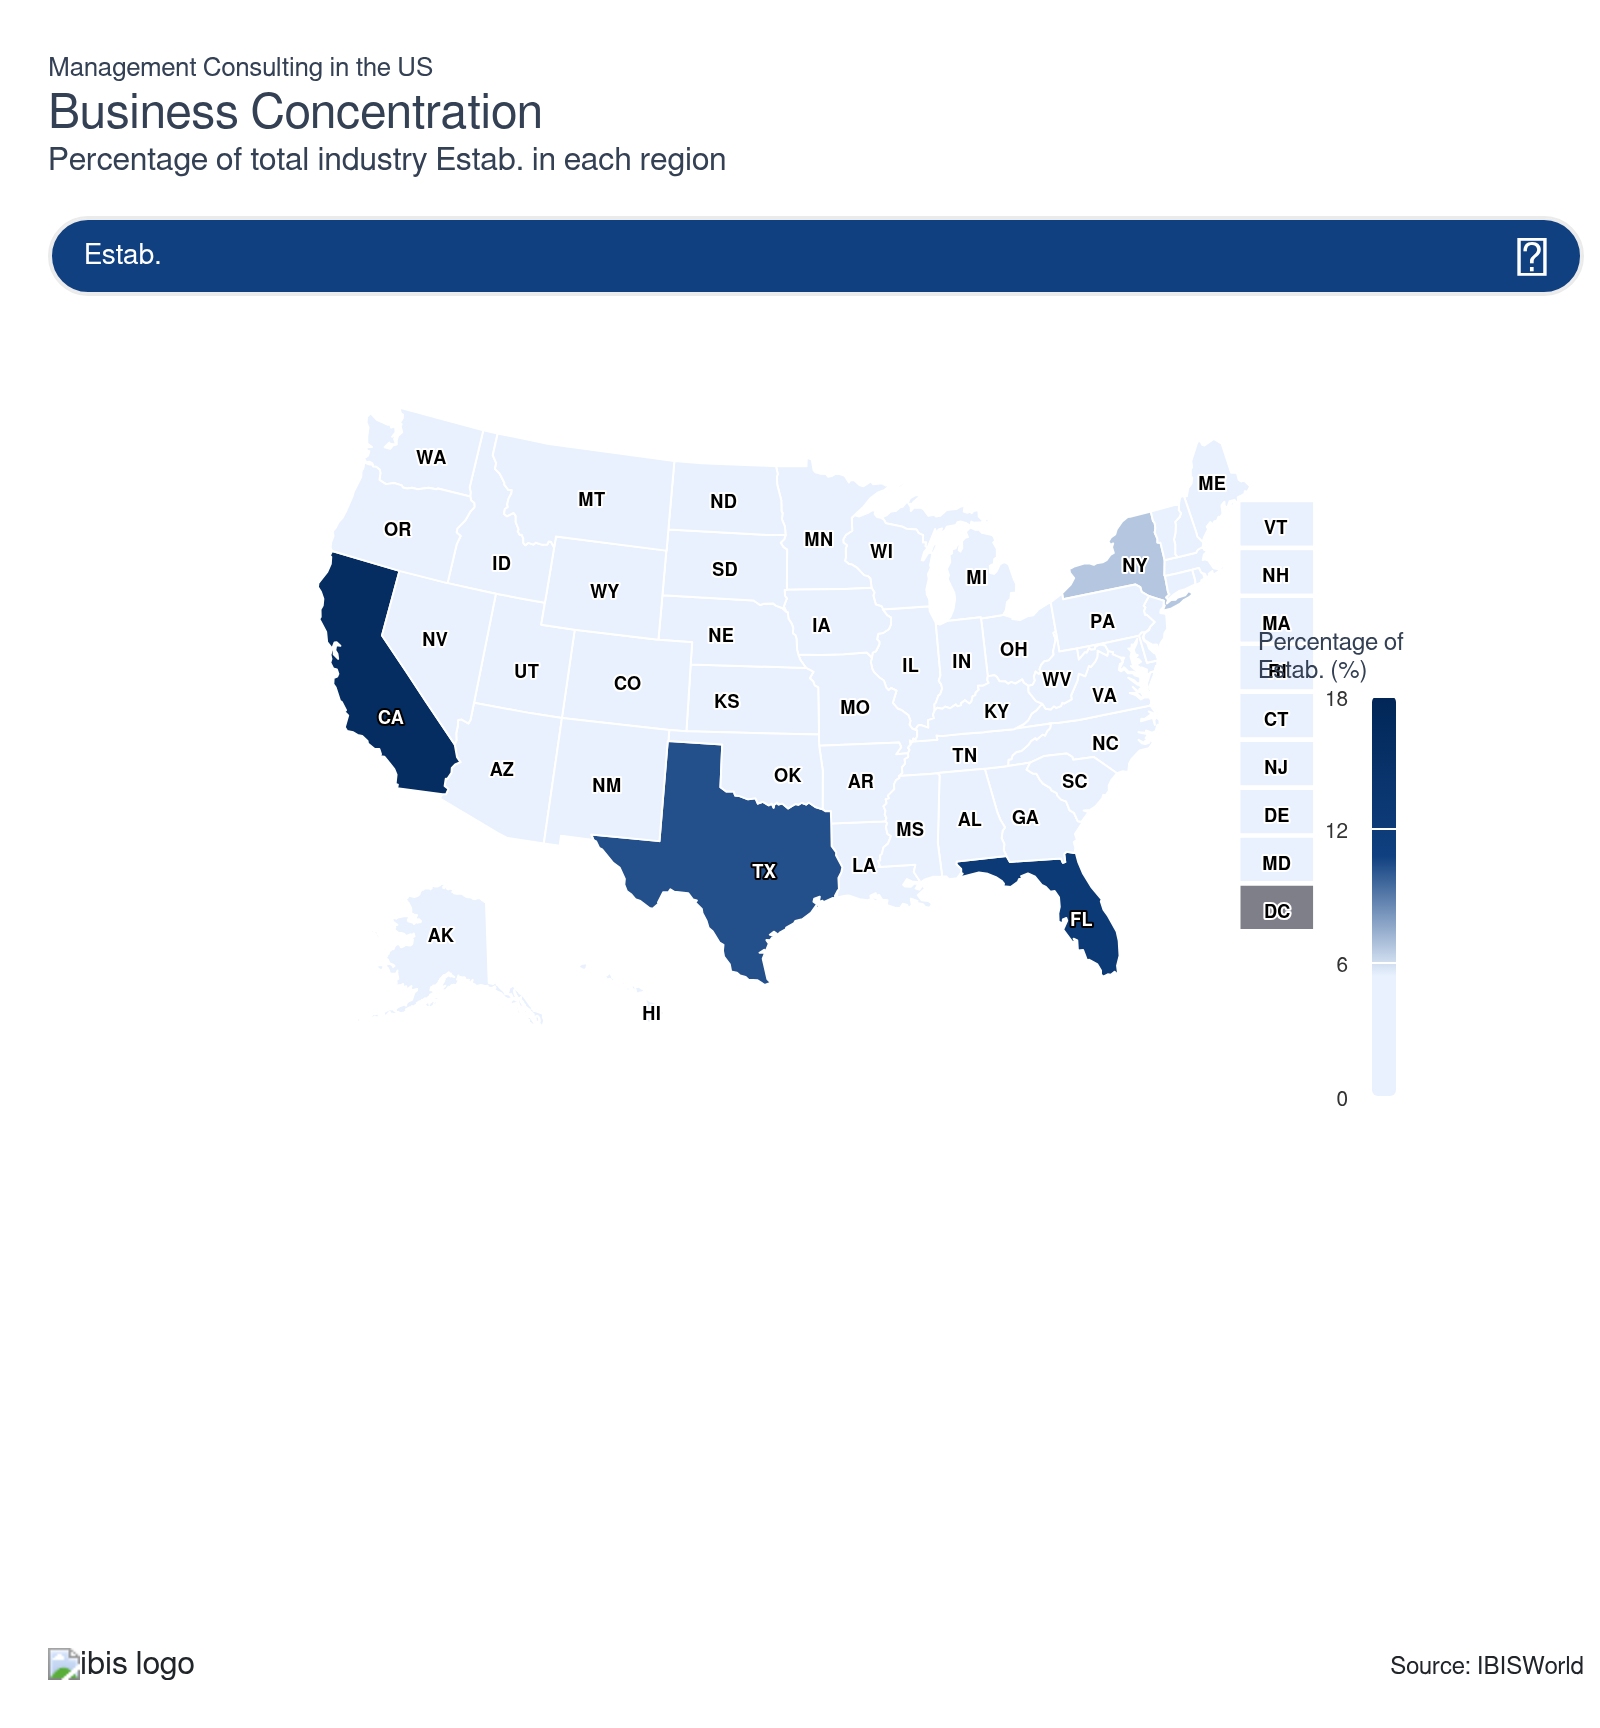 Management Consulting in the US
Business Concentration
Percentage of total industry Estab. in each region
Estab.
WA
ME
MT
ND
VT
OR
MN
WI
NY
ID
SD
MI
NH
WY
PA
MA
IA
NE
NV
OH
Percentage of
Estab. (%)
IL
IN
UT
WV
CO
VA
18
KS
MO
KY
CA
CT
NC
TN
AZ
NJ
OK
AR
SC
NM
DE
GA
AL
MS
12
LA
MD
TX
DC
FL
AK
6
HI
0
ibis logo
Source: IBISWorld